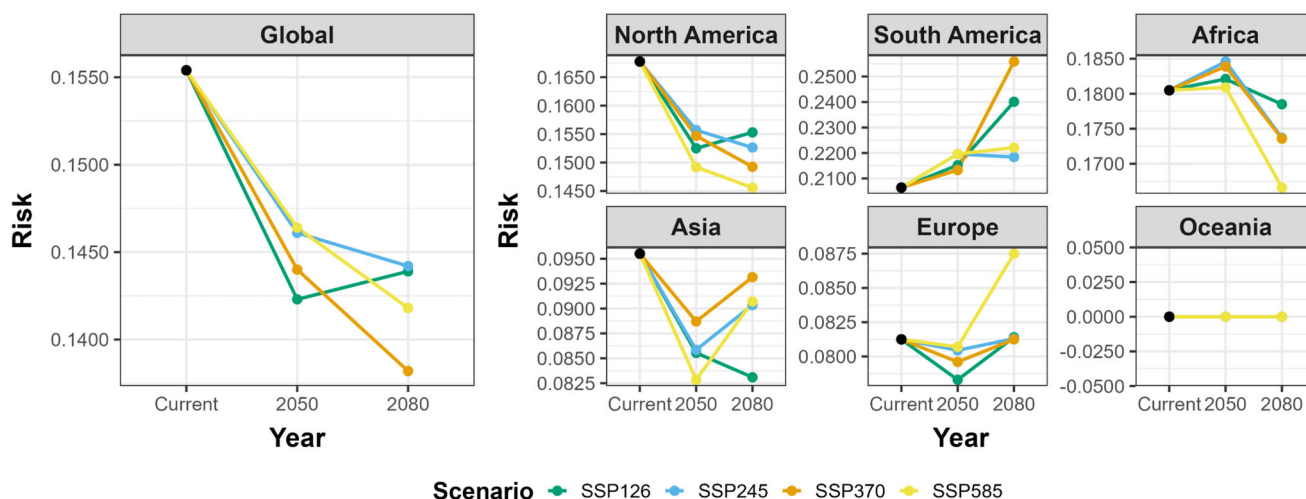 Global
0.1550
0.1500
0.1450
0.1400
Risk
Current 2050 2080
Year
North America
0.1650
0.1600
0.1550
0.1500
0.1450
South America
0.2500
0.2400
0.2300
0.2200
0.2100
Africa
0.1850
0.1800
0.1750
0.1700
Risk
Asia
0.0950
0.0900
0.0875
0.0850
0.0825
Current 2050 2080
Europe
0.0875
0.0850
0.0825
0.0800
Current 2050 2080
Oceania
0.0500
0.0250
0.0000
-0.0250
-0.0500
Current 2050 2080
Year
Scenario SSP126 SSP245 SSP370 SSP585